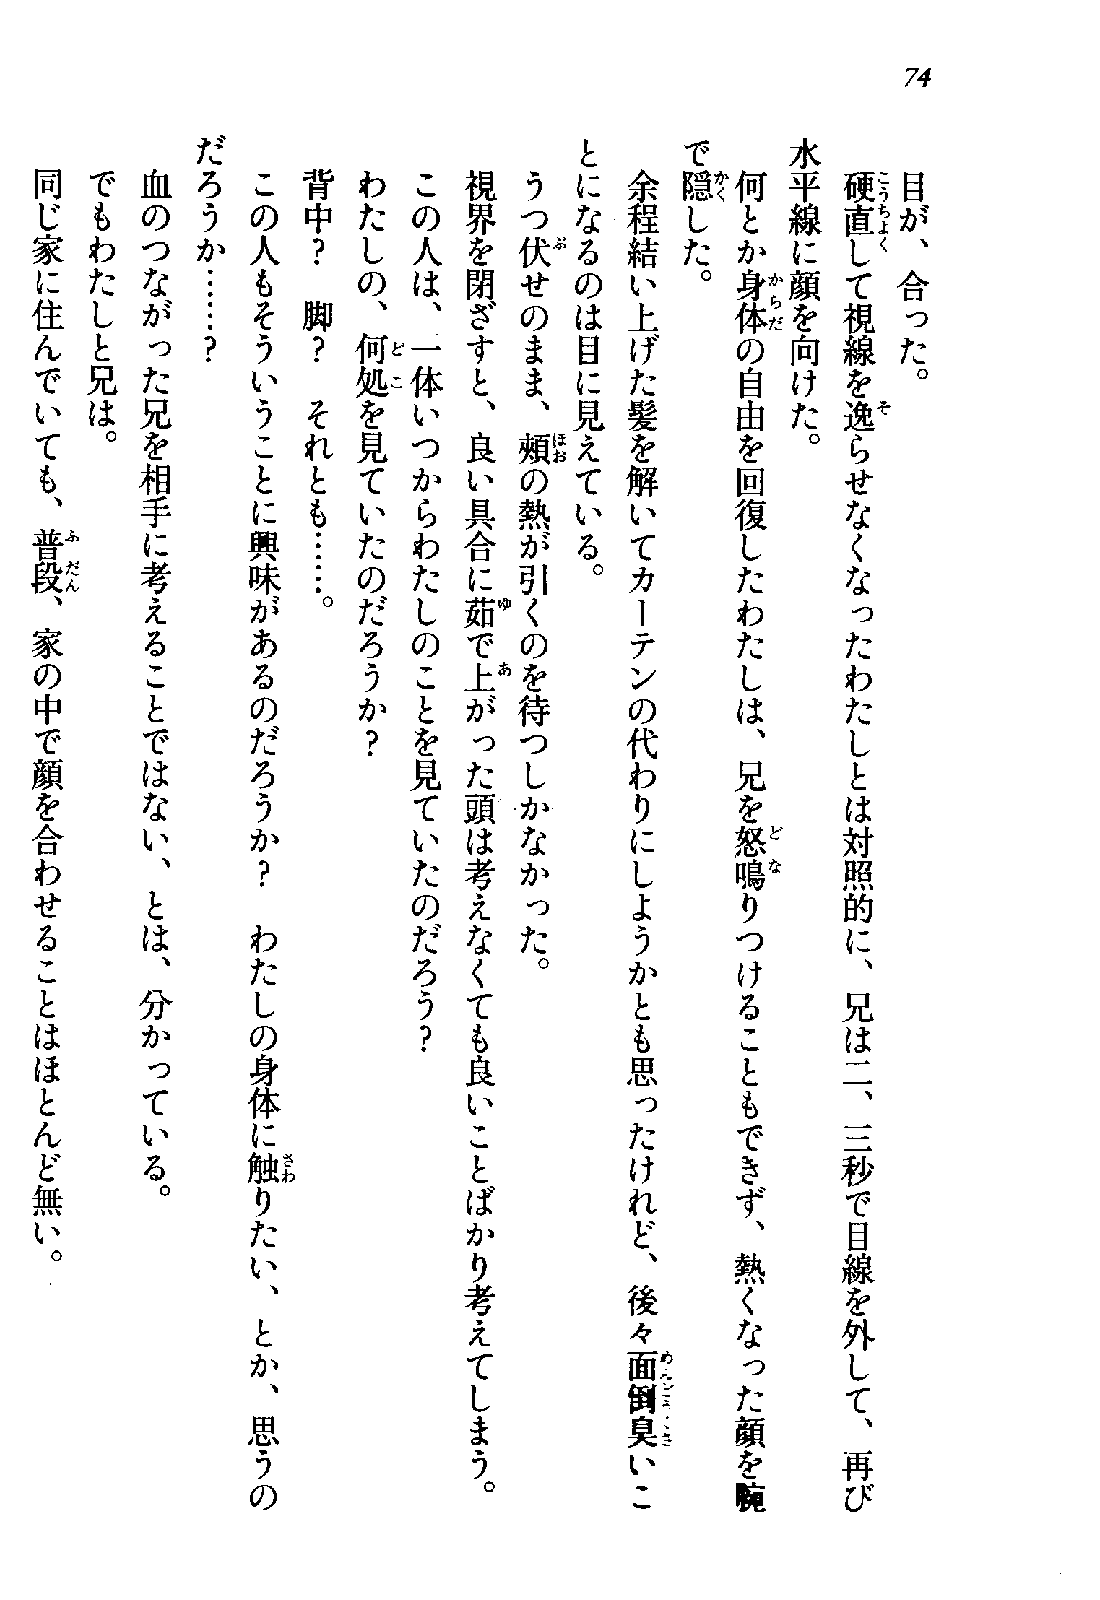 74
目が、合った。
硬直して視線を逸らせなくなったわたしとは対照的に、兄は二、三秒で目線を外して、再び
水平線に顔を向けた。
何とか身体の自由を回復したわたしは、兄を怒鳴りつけることもできず、熱くなった顔を腕
で隠した。
余程結い上げた髪を解いてカーテンの代わりにしようかとも思ったけれど、後々面倒臭いこ
とになるのは目に見えている。
うつ伏せのまま、頰の熱が引くのを待つしかなかった。
視界を閉ざすと、良い具合に茹で上がった頭は考えなくても良いことばかり考えてしまう。
この人は、一体いつからわたしのことを見ていたのだろう?
わたしの、何処を見ていたのだろうか?
背中?　脚?　それとも……。
この人もそういうことに興味があるのだろうか?　わたしの身体に触りたい、とか、思うの
だろうか……?
血のつながった兄を相手に考えることではない、とは、分かっている。
でもわたしと兄は。
同じ家に住んでいても、普段、家の中で顔を合わせることはほとんど無い。